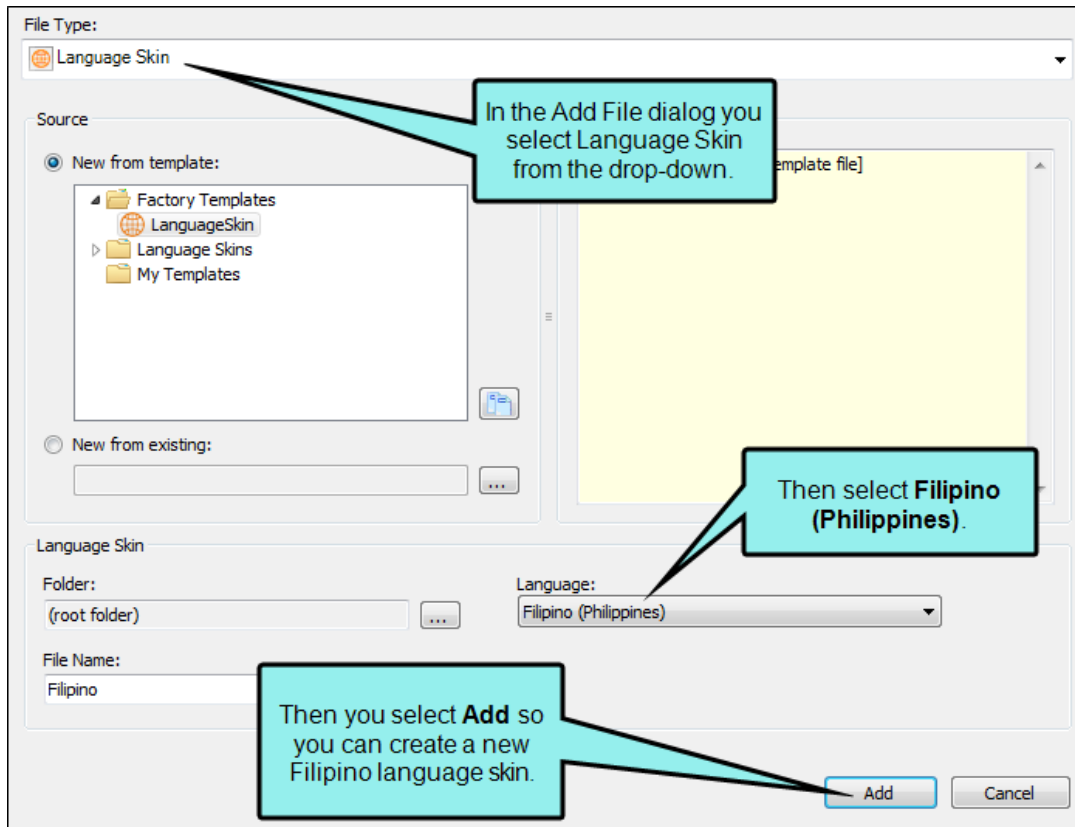 File Type:
Language Skin
In the Add File dialog you
select Language Skin
from the drop-down.
Source
New from template:
emplate file]
Factory Templates
LanguageSkin
Language Skins
My Templates
New from existing:
...
Then select Filipino
(Philippines).
Language Skin
Folder:
Language:
(root folder)
...
Filipino (Philippines)
File Name:
Filipino
Then you select Add so
you can create a new
Filipino language skin.
Add
Cancel